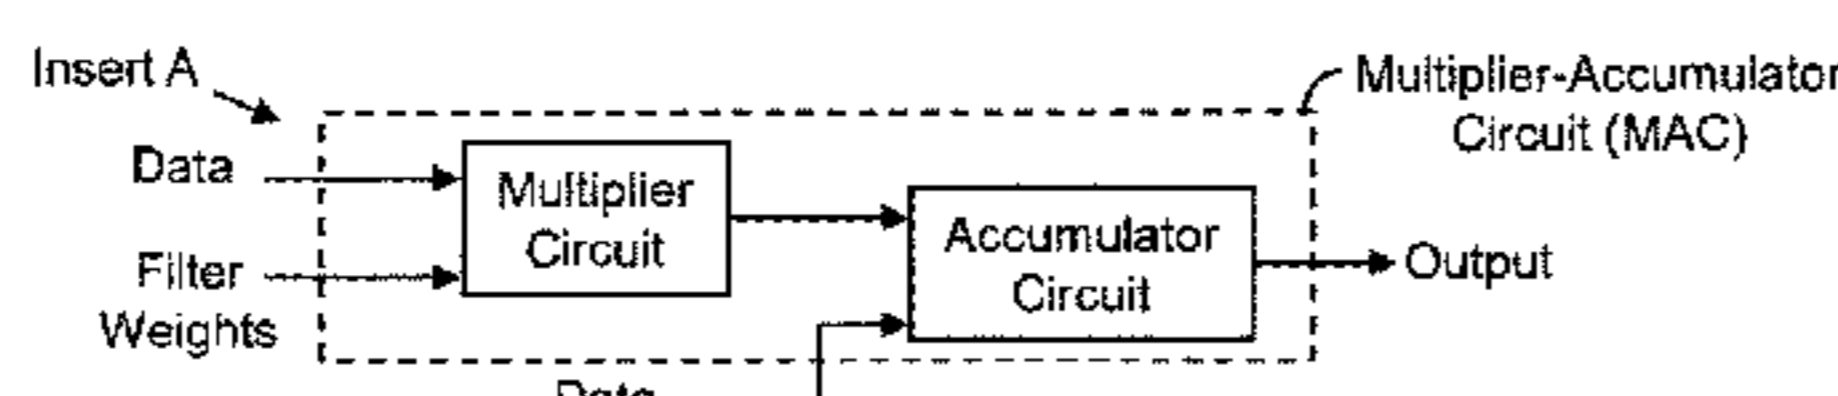 Insert A
Multiplier-Accumulator
Circuit (MAC)
Data
Multiplier
Circuit
Accumulator
Circuit
Filter
Weights
Output